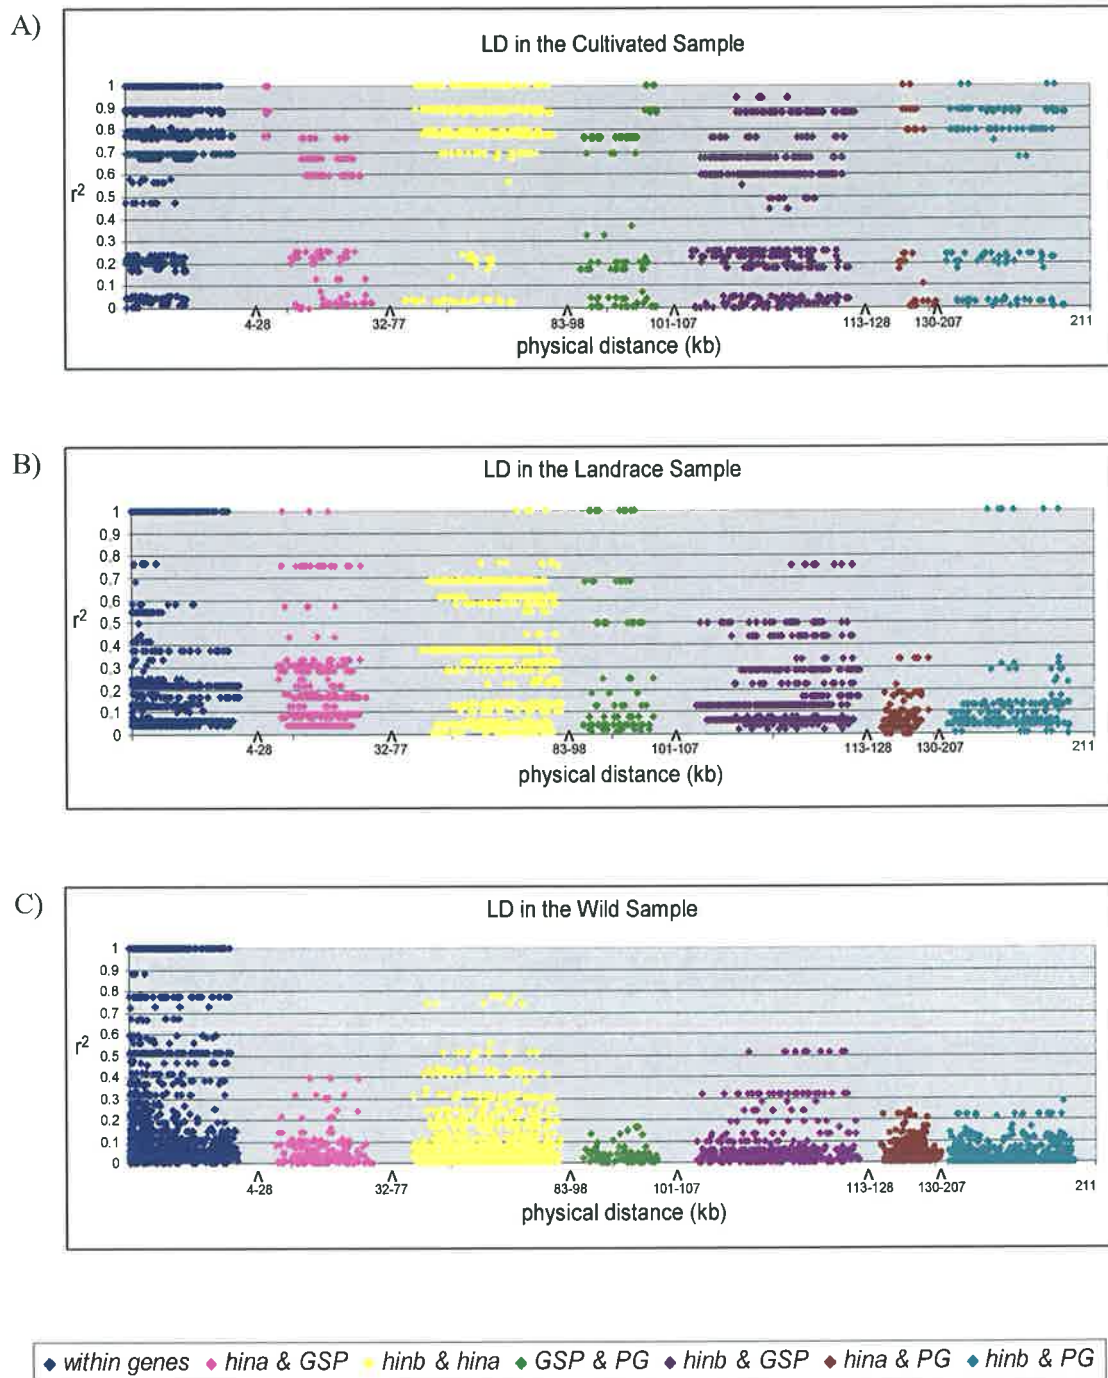 A)
LD in the Cultivated Sample
1
0.9
0.8
0.7
0.6
0.5
0.4
0.3
0.2
0.1
0
r²
4-28 32-77 83-98 101-107 113-128 130-207 211
physical distance (kb)
B)
LD in the Landrace Sample
1
0.9
0.8
0.7
0.6
0.5
0.4
0.3
0.2
0.1
0
r²
4-28 32-77 83-98 101-107 113-128 130-207 211
physical distance (kb)
C)
LD in the Wild Sample
1
0.9
0.8
0.7
0.6
0.5
0.4
0.3
0.2
0.1
0
r²
4-28 32-77 83-98 101-107 113-128 130-207 211
physical distance (kb)
within genes hina & GSP hinb & hina GSP & PG hinb & GSP hina & PG hinb & PG